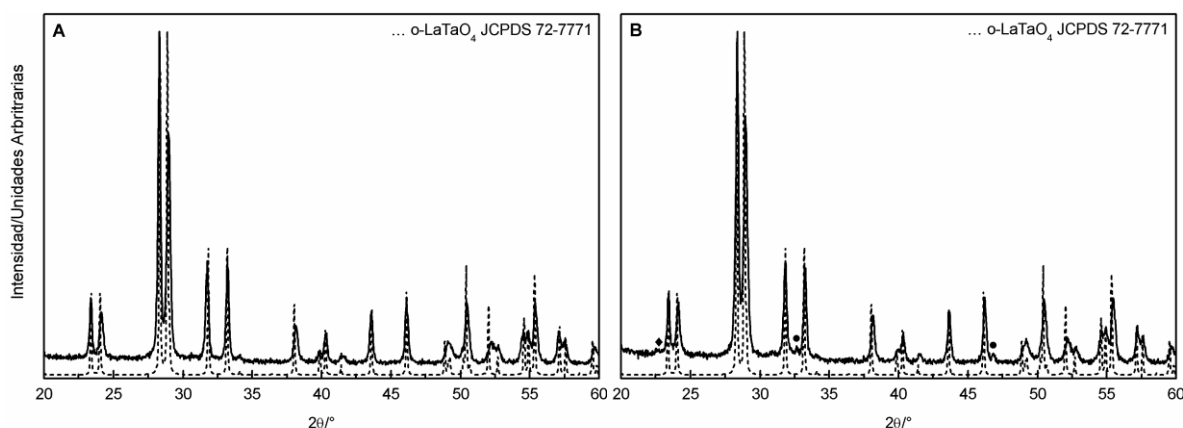 A
... o-LaTaO₄ JCPDS 72-7771
B
... o-LaTaO₄ JCPDS 72-7771
Intensidad/Unidades Arbritrarias
20 25 30 35 40 45 50 55 60
20 25 30 35 40 45 50 55 60
2θ/°
2θ/°